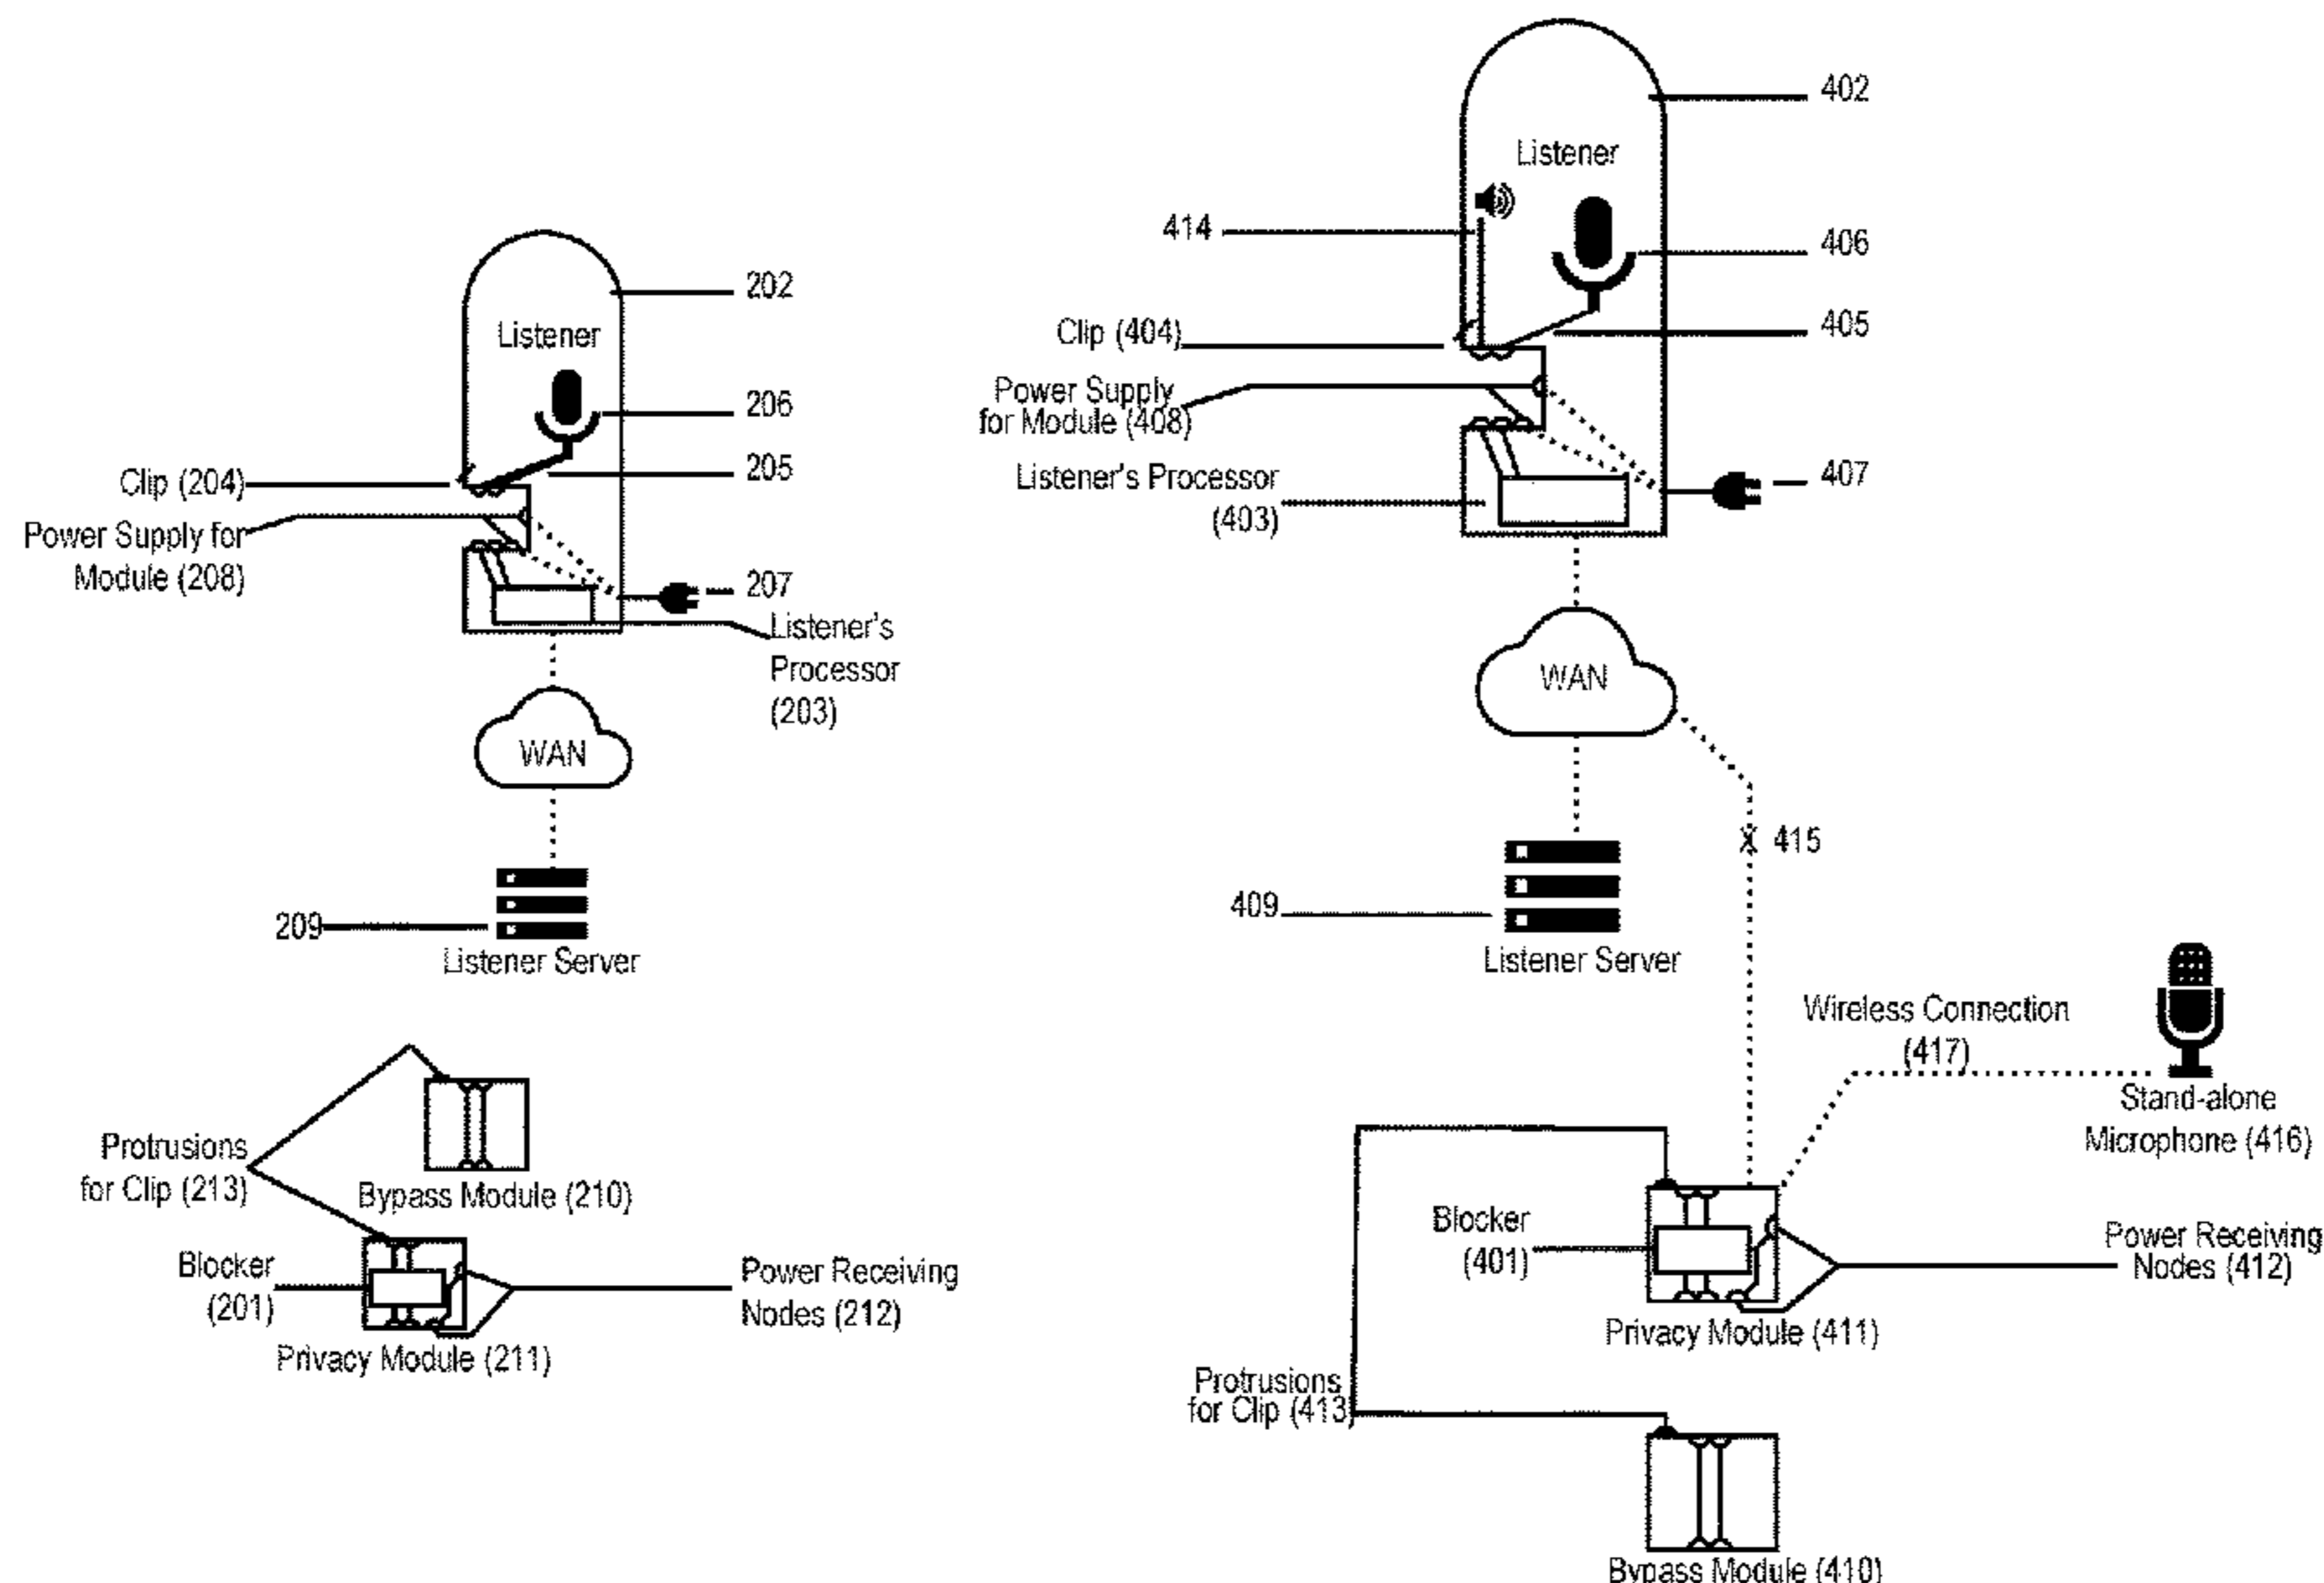 202
Listener
206
205
Clip (204)
Power Supply for
Module (208)
207
Listener's
Processor
(203)
WAN
209
Listener Server
Protrusions
for Clip (213)
Bypass Module (210)
Blocker
(201)
Power Receiving
Nodes (212)
Privacy Module (211)
402
Listener
414
406
405
Clip (404)
Power Supply
for Module (408)
Listener's Processor
(403)
407
WAN
415
409
Listener Server
Wireless Connection
(417)
Stand-alone
Microphone (416)
Blocker
(401)
Power Receiving
Nodes (412)
Privacy Module (411)
Protrusions
for Clip (413)
Bypass Module (410)